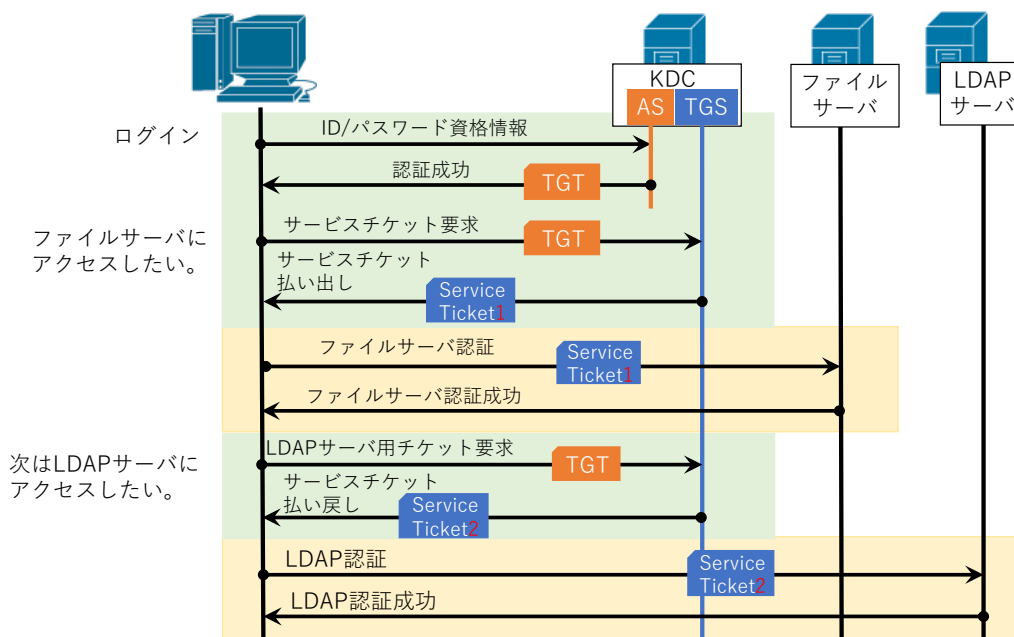 KDC
AS TGS
ファイル
サーバ
LDAP
サーバ
ログイン
ID/パスワード資格情報
認証成功
TGT
ファイルサーバに
アクセスしたい。
サービスチケット要求
TGT
サービスチケット
払い出し
Service
Ticket1
ファイルサーバ認証
Service
Ticket1
ファイルサーバ認証成功
次はLDAPサーバに
アクセスしたい。
LDAPサーバ用チケット要求
TGT
サービスチケット
払い戻し
Service
Ticket2
LDAP認証
Service
Ticket2
LDAP認証成功